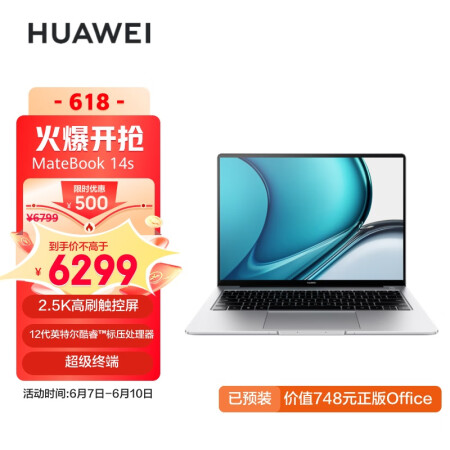 HUAWEI
-618-
火爆开抢
MateBook 14s
限时优惠
¥500
¥6799
到手价不高于
¥6299
2.5K高刷触控屏
12代英特尔酷睿™标压处理器
超级终端
活动时间:6月7日-6月10日
已预装 价值748元正版Office